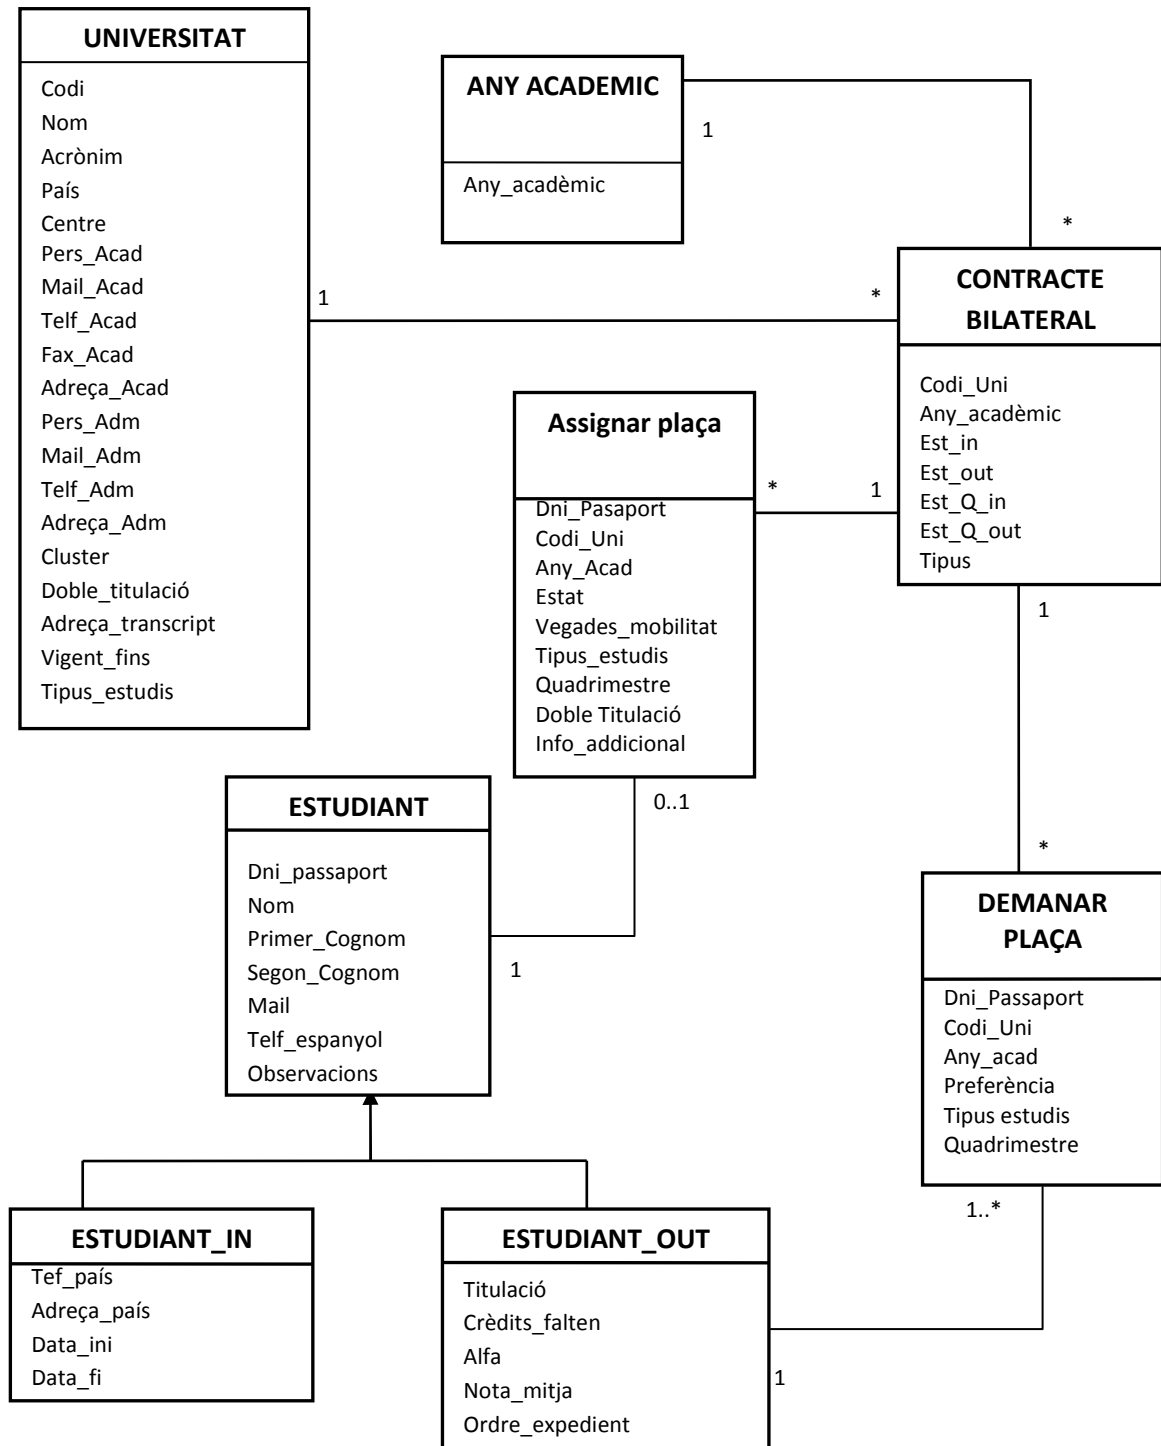 UNIVERSITAT
Codi
Nom
Acrònim
País
Centre
Pers_Acad
Mail_Acad
Telf_Acad
Fax_Acad
Adreça_Acad
Pers_Adm
Mail_Adm
Telf_Adm
Adreça_Adm
Cluster
Doble_titulació
Adreça_transcript
Vigent_fins
Tipus_estudis
ANY ACADEMIC
Any_acadèmic
1
*
1
*
CONTRACTE
BILATERAL
Codi_Uni
Any_acadèmic
Est_in
Est_out
Est_Q_in
Est_Q_out
Tipus
Assignar plaça
Dni_Pasaport
Codi_Uni
Any_Acad
Estat
Vegades_mobilitat
Tipus_estudis
Quadrimestre
Doble Titulació
Info_addicional
*
1
1
0..1
*
ESTUDIANT
Dni_passaport
Nom
Primer_Cognom
Segon_Cognom
Mail
Telf_espanyol
Observacions
1
DEMANAR
PLAÇA
Dni_Passaport
Codi_Uni
Any_acad
Preferència
Tipus estudis
Quadrimestre
1..*
ESTUDIANT_IN
Tef_país
Adreça_país
Data_ini
Data_fi
ESTUDIANT_OUT
Titulació
Crèdits_falten
Alfa
Nota_mitja
Ordre_expedient
1